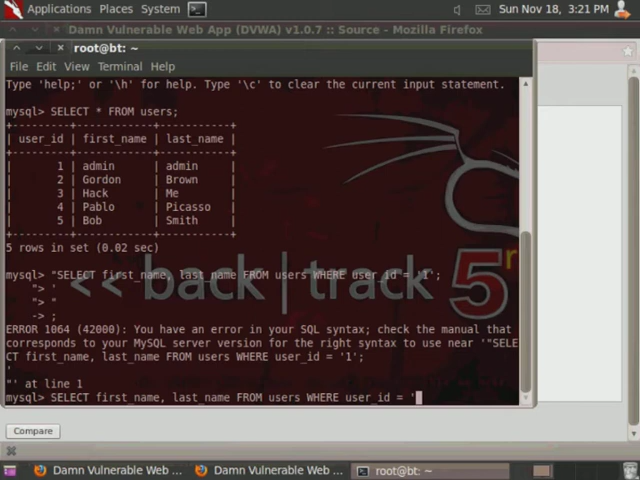 Applications Places System
Sun Nov 18, 3:21 PM
Damn Vulnerable Web App (DVWA) v1.0.7 :: Source - Mozilla Firefox
root@bt: ~
File Edit View Terminal Help
Type 'help;' or '\h' for help. Type '\c' to clear the current input statement.
mysql> SELECT * FROM users;
+---------+------------+-----------+
| user_id | first_name | last_name |
+---------+------------+-----------+
| 1 | admin | admin |
| 2 | Gordon | Brown |
| 3 | Hack | Me |
| 4 | Pablo | Picasso |
| 5 | Bob | Smith |
+---------+------------+-----------+
5 rows in set (0.02 sec)
mysql> "SELECT first_name, last_name FROM users WHERE user_id = '1';
"> '
"> "
-> ;
ERROR 1064 (42000): You have an error in your SQL syntax; check the manual that
corresponds to your MySQL server version for the right syntax to use near '"SELE
CT first_name, last_name FROM users WHERE user_id = '1';
'
"' at line 1
mysql> SELECT first_name, last_name FROM users WHERE user_id = '
<< back | track 5
Compare
Damn Vulnerable Web ...
Damn Vulnerable Web ...
root@bt: ~